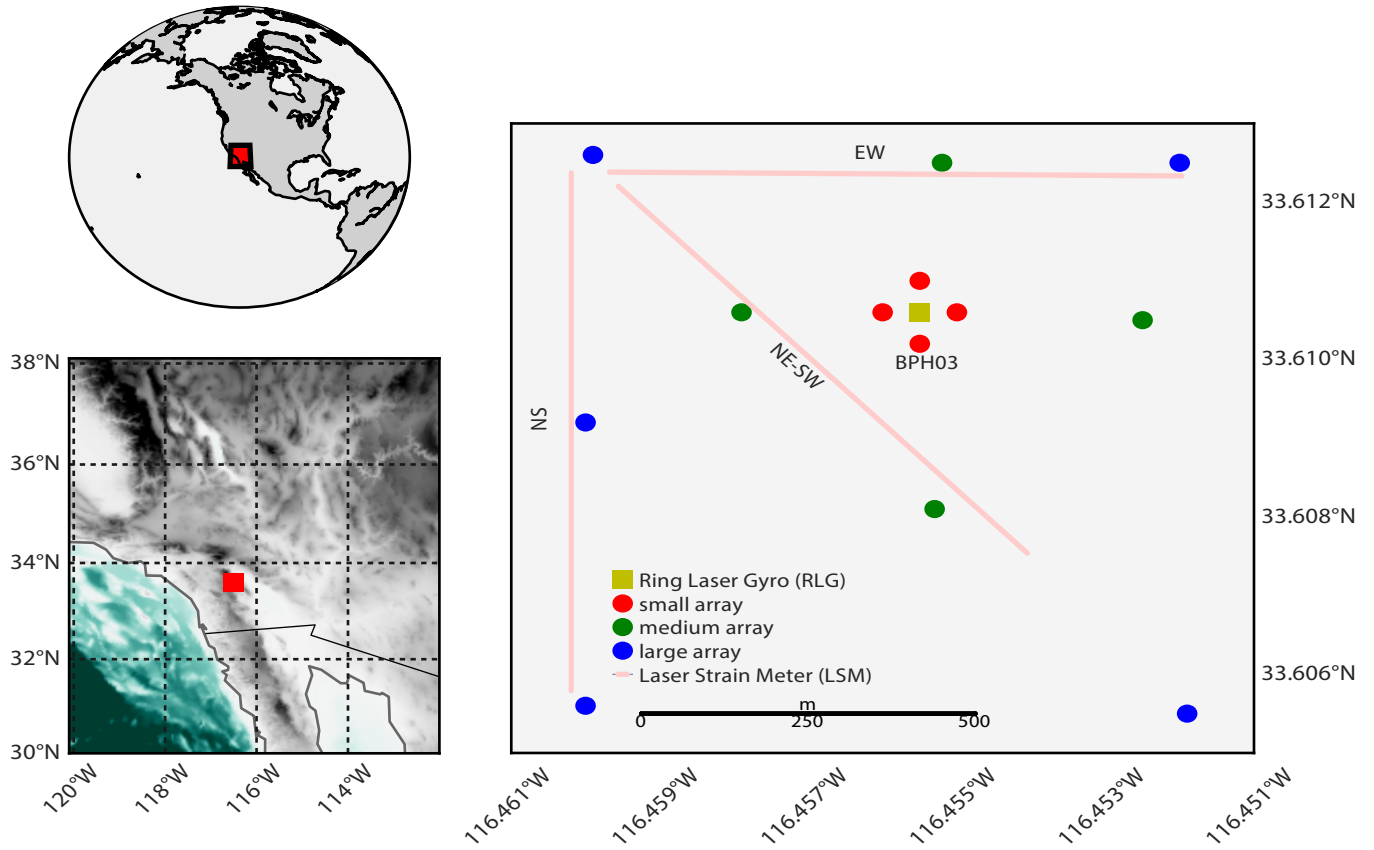 38°N
36°N
34°N
32°N
30°N
120°W
118°W
116°W
114°W
EW
NS
NE-SW
BPH03
Ring Laser Gyro (RLG)
small array
medium array
large array
Laser Strain Meter (LSM)
m
0 250 500
33.612°N
33.610°N
33.608°N
33.606°N
116.461°W
116.459°W
116.457°W
116.455°W
116.453°W
116.451°W